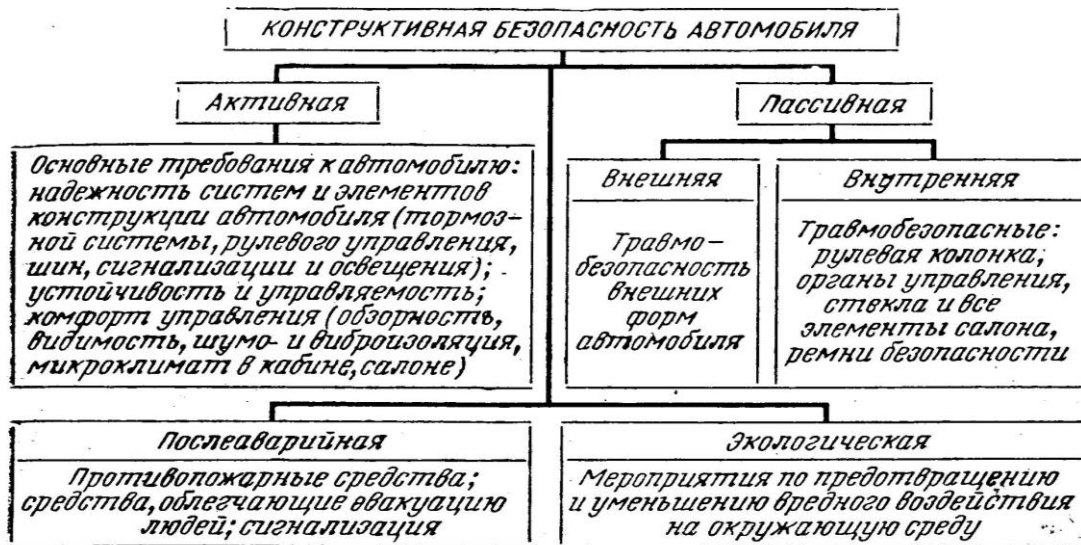 КОНСТРУКТИВНАЯ БЕЗОПАСНОСТЬ АВТОМОБИЛЯ
Активная
Пассивная
Основные требования к автомобилю:
надежность систем и элементов
конструкции автомобиля (тормоз-
ной системы, рулевого управления,
шин, сигнализации и освещения);
устойчивость и управляемость;
комфорт управления (обзорность,
видимость, шумо- и виброизоляция,
микроклимат в кабине, салоне)
Внешняя
Травмо-
безопасность
внешних
форм
автомобиля
Внутренняя
Травмобезопасные:
рулевая колонка;
органы управления,
стекла и все
элементы салона,
ремни безопасности
Послеаварийная
Противопожарные средства;
средства, облегчающие эвакуацию
людей; сигнализация
Экологическая
Мероприятия по предотвращению
и уменьшению вредного воздействия
на окружающую среду